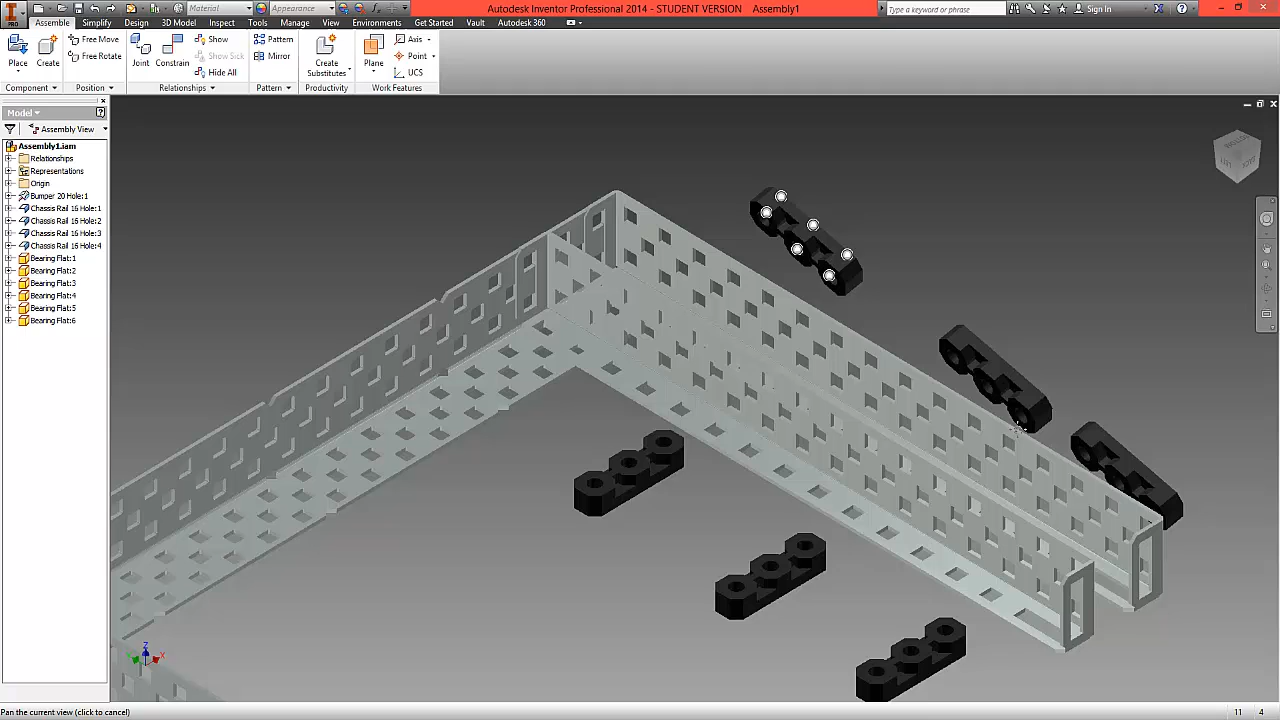 Material
Appearance
Autodesk Inventor Professional 2014 - STUDENT VERSION Assembly1
Type a keyword or phrase
Sign In
PRO
Assemble Simplify Design 3D Model Inspect Tools Manage View Environments Get Started Vault Autodesk 360
Place
Create
Free Move
Free Rotate
Joint
Constrain
Show
Show Sick
Hide All
Pattern
Mirror
Create
Substitutes
Plane
Axis
Point
UCS
Component
Position
Relationships
Pattern
Productivity
Work Features
Model
Assembly View
Assembly1.iam
Relationships
Representations
Origin
Bumper 20 Hole:1
Chassis Rail 16 Hole:1
Chassis Rail 16 Hole:2
Chassis Rail 16 Hole:3
Chassis Rail 16 Hole:4
Bearing Flat:1
Bearing Flat:2
Bearing Flat:3
Bearing Flat:4
Bearing Flat:5
Bearing Flat:6
Z
X
Pan the current view (click to cancel)
11 4